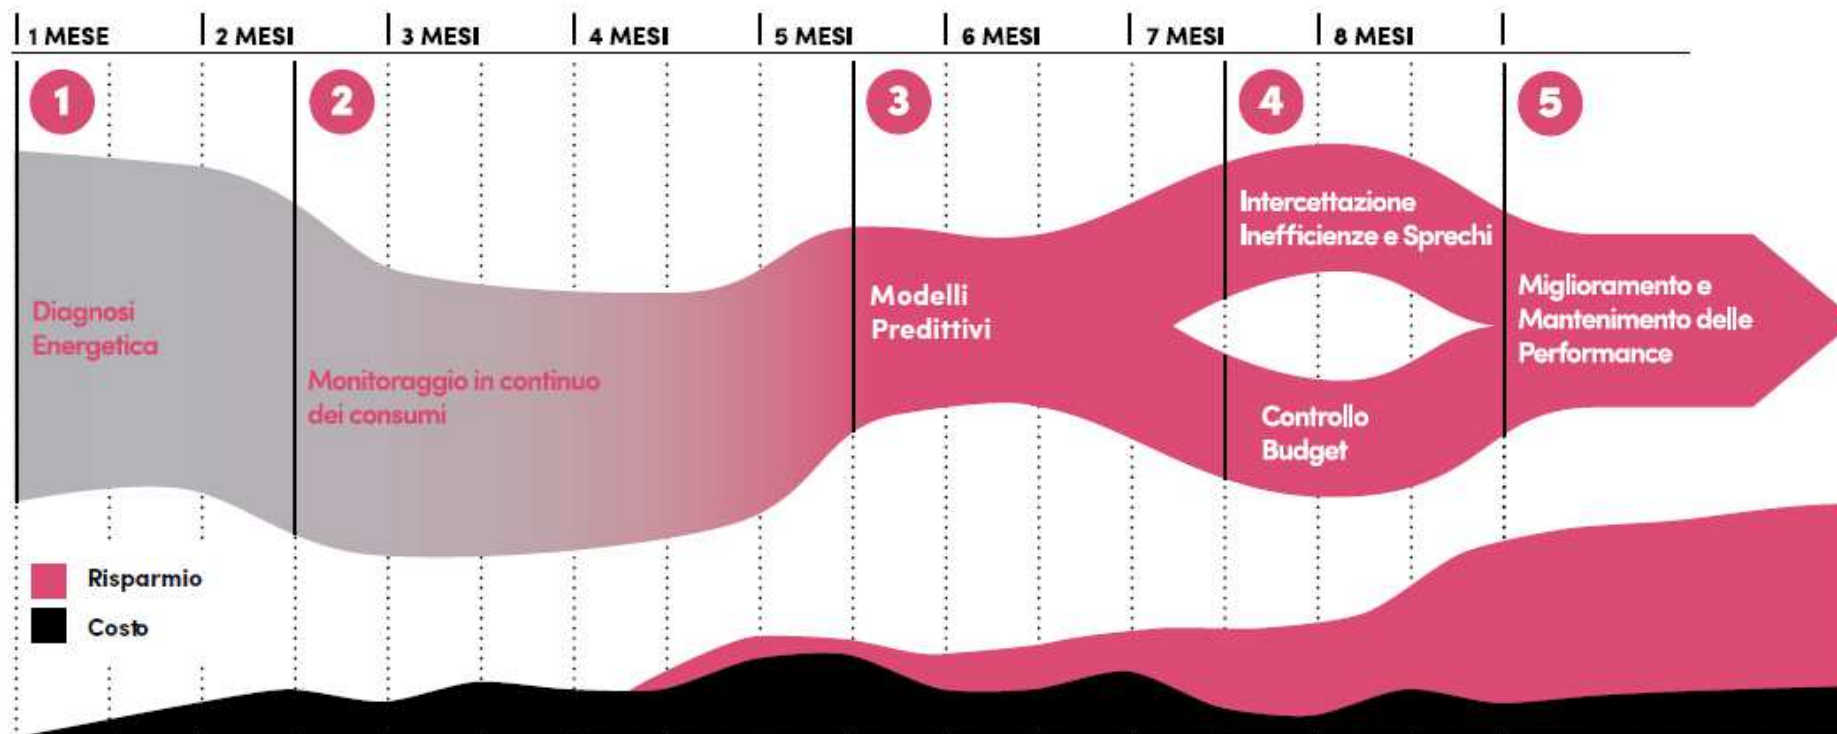 1 MESE
2 MESI
3 MESI
4 MESI
5 MESI
6 MESI
7 MESI
8 MESI
1
2
3
4
5
Diagnosi
Energetica
Monitoraggio in continuo
dei consumi
Modelli
Predittivi
Intercettazione
Inefficienze e Sprechi
Controllo
Budget
Miglioramento e
Mantenimento delle
Performance
Risparmio
Costo